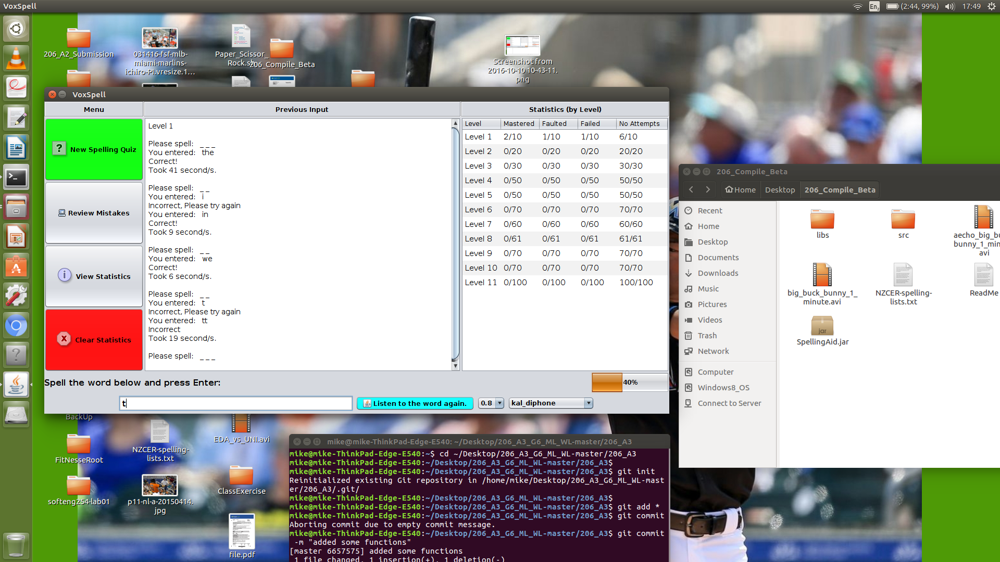 VoxSpell
En2
(2:44, 99%)
17:49
206_A2_Submission
031416-fsf-mlb-
miami-marlins-
ichiro-PI.vresize.1...
Paper_Scissor_
Rock.sh
206_Compile_Beta
Screenshot from
2016-10-10 10-43-11.
png
VoxSpell
Menu
Previous Input
Statistics (by Level)
New Spelling Quiz
Review Mistakes
View Statistics
Clear Statistics
Level 1
Please spell: _ _ _
You entered: the
Correct!
Took 41 second/s.
Please spell: _ _
You entered: i
Incorrect, Please try again
You entered: in
Correct!
Took 9 second/s.
Please spell: _ _
You entered: we
Correct!
Took 6 second/s.
Please spell: _ _
You entered: t
Incorrect, Please try again
You entered: tt
Incorrect
Took 19 second/s.
Please spell: _ _ _
Level Mastered Faulted Failed No Attempts
Level 1 2/10 1/10 1/10 6/10
Level 2 0/20 0/20 0/20 20/20
Level 3 0/30 0/30 0/30 30/30
Level 4 0/50 0/50 0/50 50/50
Level 5 0/50 0/50 0/50 50/50
Level 6 0/70 0/70 0/70 70/70
Level 7 0/60 0/60 0/60 60/60
Level 8 0/61 0/61 0/61 61/61
Level 9 0/70 0/70 0/70 70/70
Level 10 0/70 0/70 0/70 70/70
Level 11 0/100 0/100 0/100 100/100
Spell the word below and press Enter:
40%
t
Listen to the word again.
0.8
kal_diphone
206_Compile_Beta
Home Desktop 206_Compile_Beta
Recent
Home
Desktop
Documents
Downloads
Music
Pictures
Videos
Trash
Network
Computer
Windows8_OS
Connect to Server
libs
src
aecho_big_bu
bunny_1_min
avi
big_buck_bunny_1_
minute.avi
NZCER-spelling-
lists.txt
ReadMe
jar
SpellingAid.jar
BackUp
FitNesseRoot
softeng254-lab01
NZCER-spelling-
lists.txt
p11-nl-a-20150414.
jpg
EDA_vs_UNI.avi
ClassExercise
file.pdf
mike@mike-ThinkPad-Edge-E540: ~/Desktop/206_A3_G6_ML_WL-master/206_A3
mike@mike-ThinkPad-Edge-E540:~$ cd ~/Desktop/206_A3_G6_ML_WL-master/206_A3
mike@mike-ThinkPad-Edge-E540:~/Desktop/206_A3_G6_ML_WL-master/206_A3$
mike@mike-ThinkPad-Edge-E540:~/Desktop/206_A3_G6_ML_WL-master/206_A3$ git init
Reinitialized existing Git repository in /home/mike/Desktop/206_A3_G6_ML_WL-mast
er/206_A3/.git/
mike@mike-ThinkPad-Edge-E540:~/Desktop/206_A3_G6_ML_WL-master/206_A3$
mike@mike-ThinkPad-Edge-E540:~/Desktop/206_A3_G6_ML_WL-master/206_A3$ git add *
mike@mike-ThinkPad-Edge-E540:~/Desktop/206_A3_G6_ML_WL-master/206_A3$ git commit
Aborting commit due to empty commit message.
mike@mike-ThinkPad-Edge-E540:~/Desktop/206_A3_G6_ML_WL-master/206_A3$ git commit
-m "added some functions"
[master 6657575] added some functions
1 file changed, 1 insertion(+), 1 deletion(-)